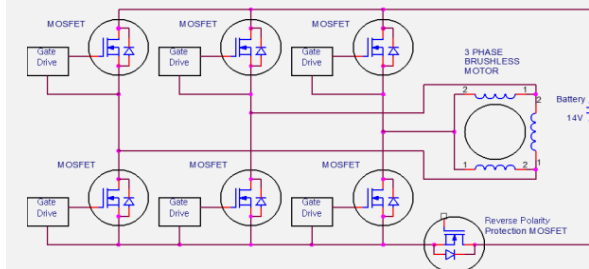 MOSFET
MOSFET
MOSFET
Gate
Drive
Gate
Drive
Gate
Drive
3 PHASE
BRUSHLESS
MOTOR
2
1
2
Battery
14V
1
1
2
MOSFET
MOSFET
MOSFET
Gate
Drive
Gate
Drive
Gate
Drive
Reverse Polarity
Protection MOSFET